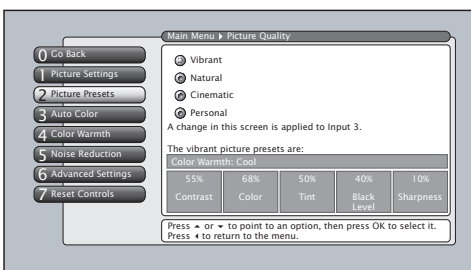 Main Menu ▸ Picture Quality
0 Go Back
1 Picture Settings
2 Picture Presets
3 Auto Color
4 Color Warmth
5 Noise Reduction
6 Advanced Settings
7 Reset Controls
Vibrant
Natural
Cinematic
Personal
A change in this screen is applied to Input 3.
The vibrant picture presets are:
Color Warmth: Cool
55% 68% 50% 40% 10%
Contrast Color Tint Black Level Sharpness
Press ▲ or ▼ to point to an option, then press OK to select it.
Press ◂ to return to the menu.